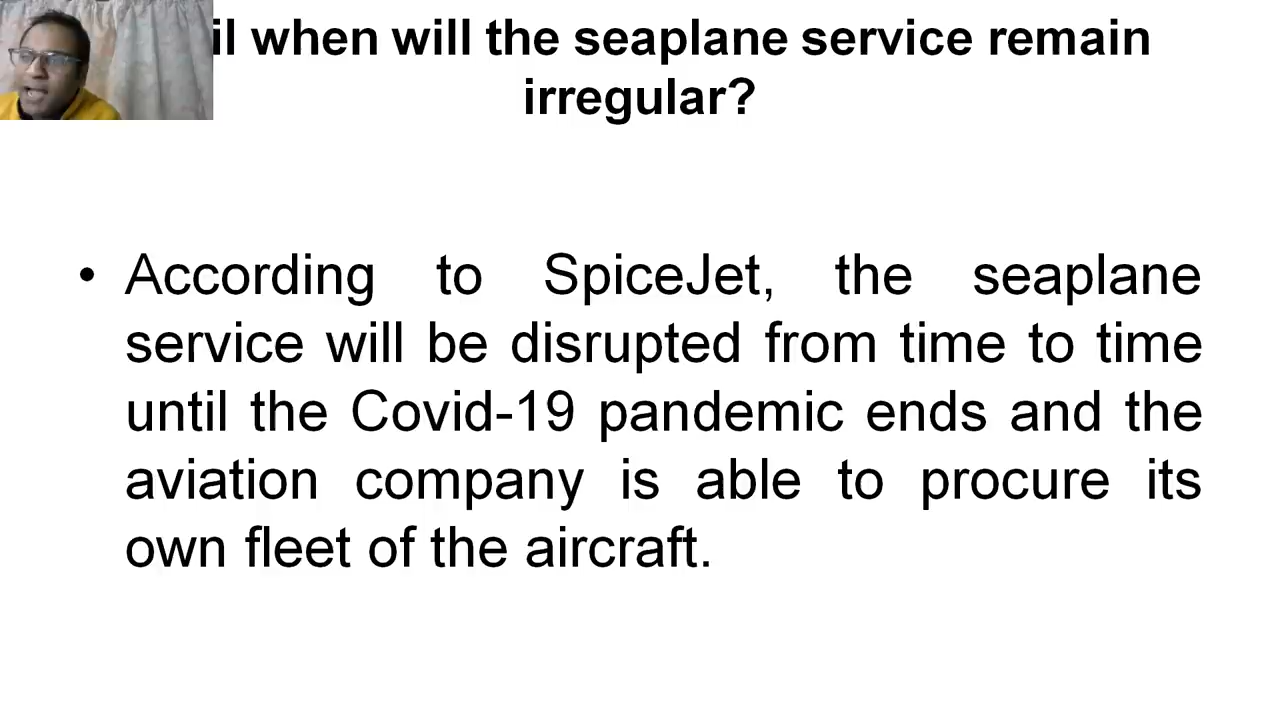 when will the seaplane service remain
irregular?
• According to SpiceJet, the seaplane
service will be disrupted from time to time
until the Covid-19 pandemic ends and the
aviation company is able to procure its
own fleet of the aircraft.